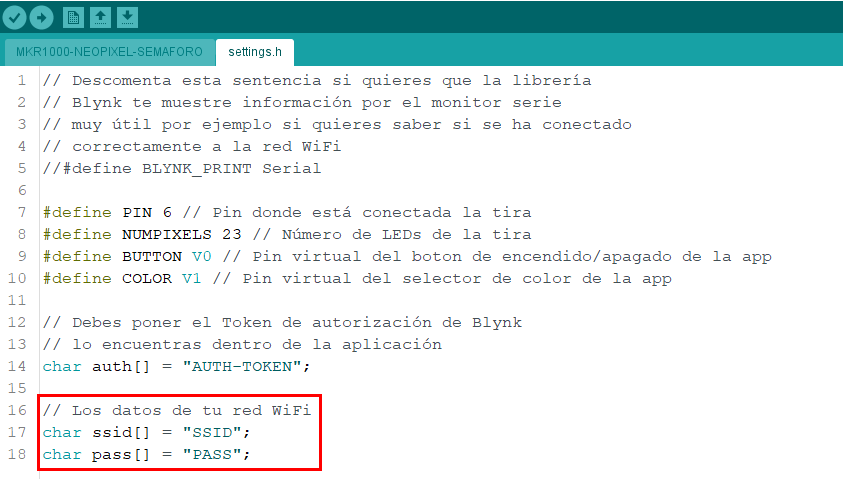 MKR1000-NEOPIXEL-SEMAFORO settings.h
1 // Descomenta esta sentencia si quieres que la librería
2 // Blynk te muestre información por el monitor serie
3 // muy útil por ejemplo si quieres saber si se ha conectado
4 // correctamente a la red WiFi
5 //#define BLYNK_PRINT Serial
6
7 #define PIN 6 // Pin donde está conectada la tira
8 #define NUMPIXELS 23 // Número de LEDs de la tira
9 #define BUTTON V0 // Pin virtual del boton de encendido/apagado de la app
10 #define COLOR V1 // Pin virtual del selector de color de la app
11
12 // Debes poner el Token de autorización de Blynk
13 // lo encuentras dentro de la aplicación
14 char auth[] = "AUTH-TOKEN";
15
16 // Los datos de tu red WiFi
17 char ssid[] = "SSID";
18 char pass[] = "PASS";